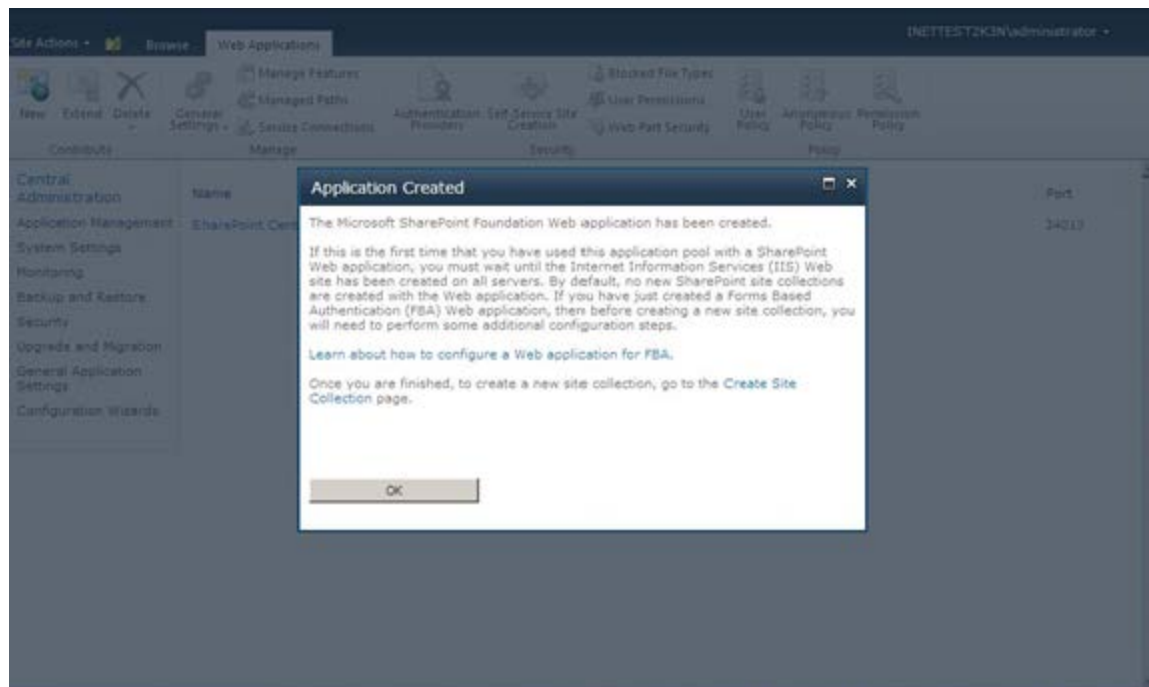 INETTEST2K3N\administrator
Site Actions
Browse
Web Applications
New
Extend
Delete
General Settings
Manage Features
Managed Paths
Service Connections
Authentication Providers
Self-Service Site Creation
Blocked File Types
User Permissions
Web Part Security
User Policy
Anonymous Policy
Permission Policy
Contribute
Manage
Security
Policy
Central Administration
Application Management
System Settings
Monitoring
Backup and Restore
Security
Upgrade and Migration
General Application Settings
Configuration Wizards
Name
Port
SharePoint Cent
Application Created
The Microsoft SharePoint Foundation Web application has been created.
If this is the first time that you have used this application pool with a SharePoint
Web application, you must wait until the Internet Information Services (IIS) Web
site has been created on all servers. By default, no new SharePoint site collections
are created with the Web application. If you have just created a Forms Based
Authentication (FBA) Web application, then before creating a new site collection, you
will need to perform some additional configuration steps.
Learn about how to configure a Web application for FBA.
Once you are finished, to create a new site collection, go to the Create Site
Collection page.
OK